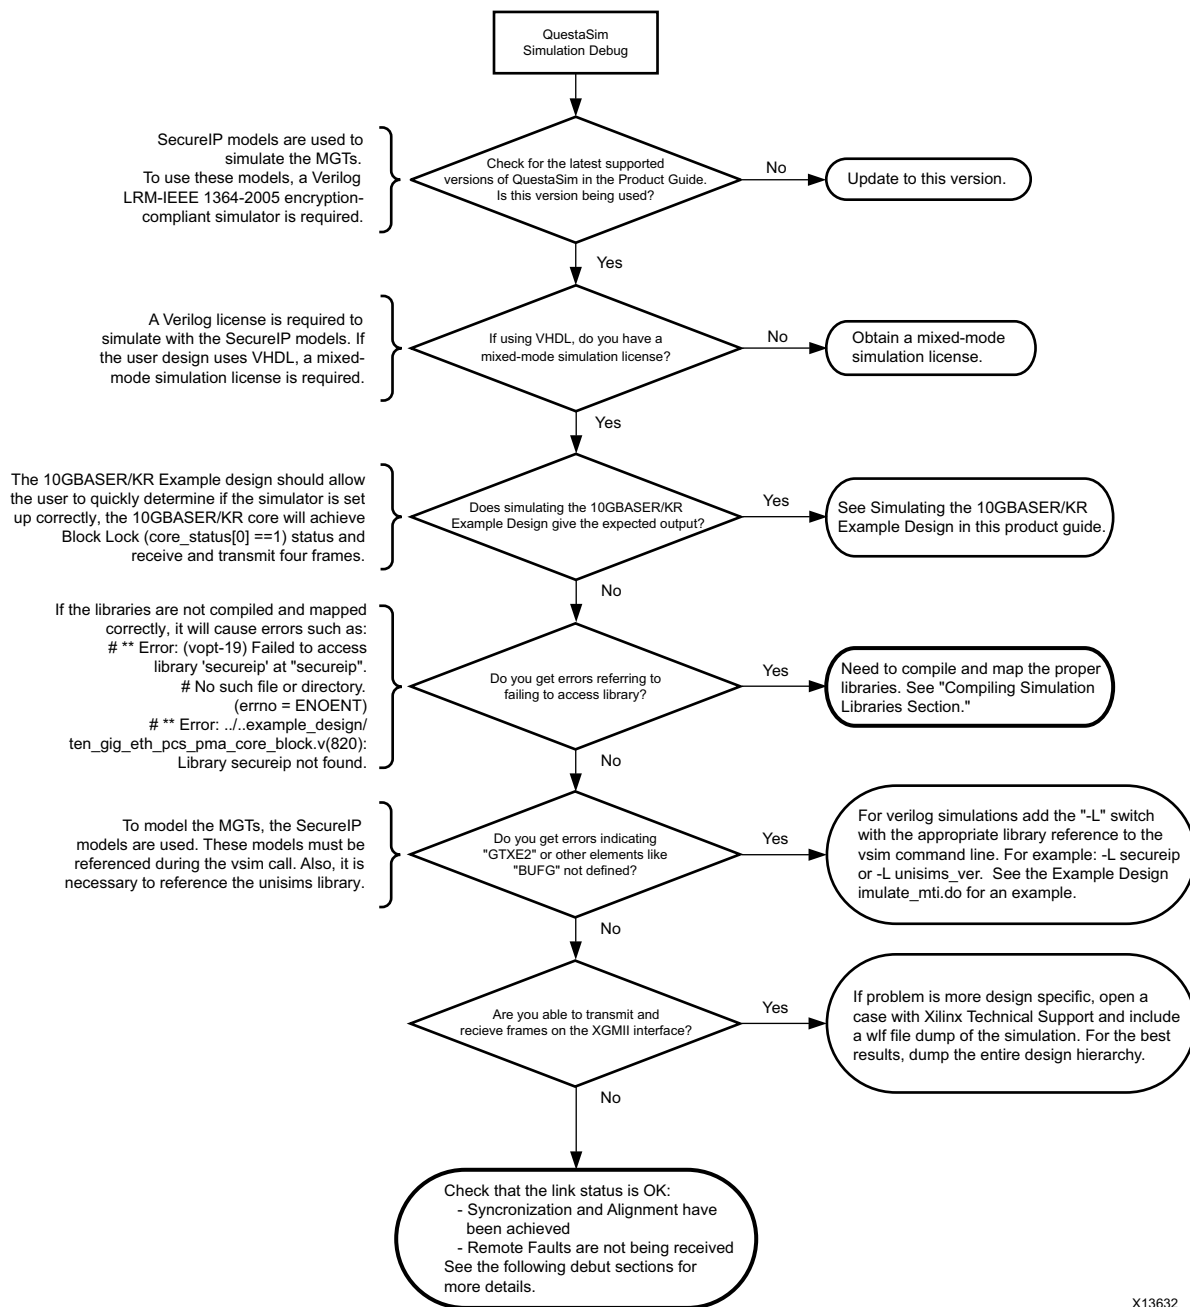 QuestaSim
Simulation Debug
SecureIP models are used to
simulate the MGTs.
To use these models, a Verilog
LRM-IEEE 1364-2005 encryption-
compliant simulator is required.
Check for the latest supported
versions of QuestaSim in the Product Guide.
Is this version being used?
No
Update to this version.
Yes
A Verilog license is required to
simulate with the SecureIP models. If
the user design uses VHDL, a mixed-
mode simulation license is required.
If using VHDL, do you have a
mixed-mode simulation license?
No
Obtain a mixed-mode
simulation license.
Yes
The 10GBASER/KR Example design should allow
the user to quickly determine if the simulator is set
up correctly, the 10GBASER/KR core will achieve
Block Lock (core_status[0] ==1) status and
receive and transmit four frames.
Does simulating the 10GBASER/KR
Example Design give the expected output?
Yes
See Simulating the 10GBASER/KR
Example Design in this product guide.
No
If the libraries are not compiled and mapped
correctly, it will cause errors such as:
# ** Error: (vopt-19) Failed to access
library 'secureip' at "secureip".
# No such file or directory.
(errno = ENOENT)
# ** Error: ../..example_design/
ten_gig_eth_pcs_pma_core_block.v(820):
Library secureip not found.
Do you get errors referring to
failing to access library?
Yes
Need to compile and map the proper
libraries. See "Compiling Simulation
Libraries Section."
No
To model the MGTs, the SecureIP
models are used. These models must be
referenced during the vsim call. Also, it is
necessary to reference the unisims library.
Do you get errors indicating
"GTXE2" or other elements like
"BUFG" not defined?
Yes
For verilog simulations add the "-L" switch
with the appropriate library reference to the
vsim command line. For example: -L secureip
or -L unisims_ver.  See the Example Design
imulate_mti.do for an example.
No
Are you able to transmit and
recieve frames on the XGMII interface?
Yes
If problem is more design specific, open a
case with Xilinx Technical Support and include
a wlf file dump of the simulation. For the best
results, dump the entire design hierarchy.
No
Check that the link status is OK:
- Syncronization and Alignment have
been achieved
- Remote Faults are not being received
See the following debut sections for
more details.
X13632